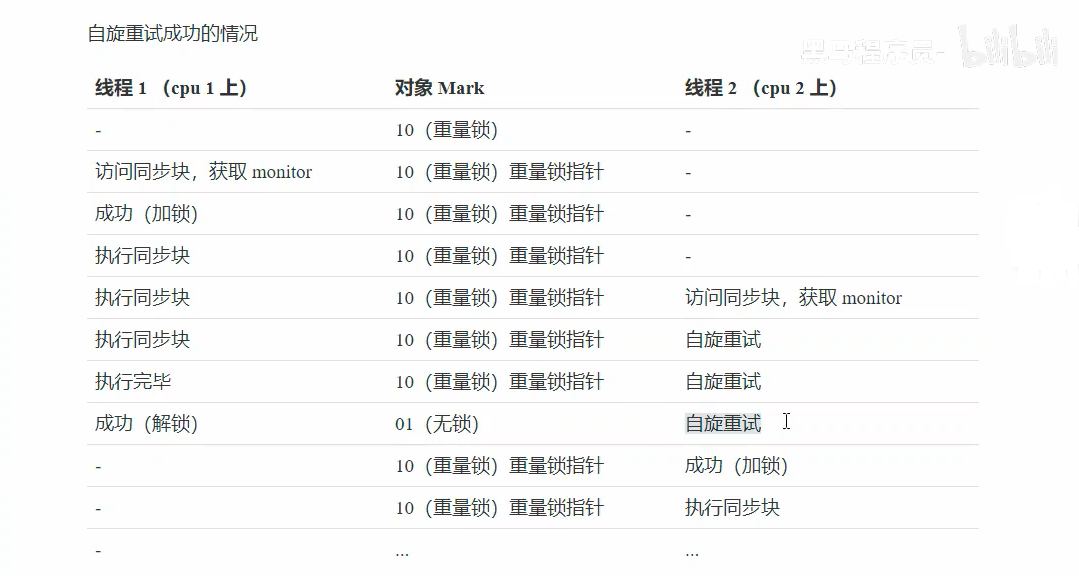 自旋重试成功的情况
黑马程序员- bilibili
线程 1 （cpu 1 上） 对象 Mark 线程 2 （cpu 2 上）
- 10（重量锁） -
访问同步块，获取 monitor 10（重量锁）重量锁指针 -
成功（加锁） 10（重量锁）重量锁指针 -
执行同步块 10（重量锁）重量锁指针 -
执行同步块 10（重量锁）重量锁指针 访问同步块，获取 monitor
执行同步块 10（重量锁）重量锁指针 自旋重试
执行完毕 10（重量锁）重量锁指针 自旋重试
成功（解锁） 01（无锁） 自旋重试
- 10（重量锁）重量锁指针 成功（加锁）
- 10（重量锁）重量锁指针 执行同步块
- ... ...